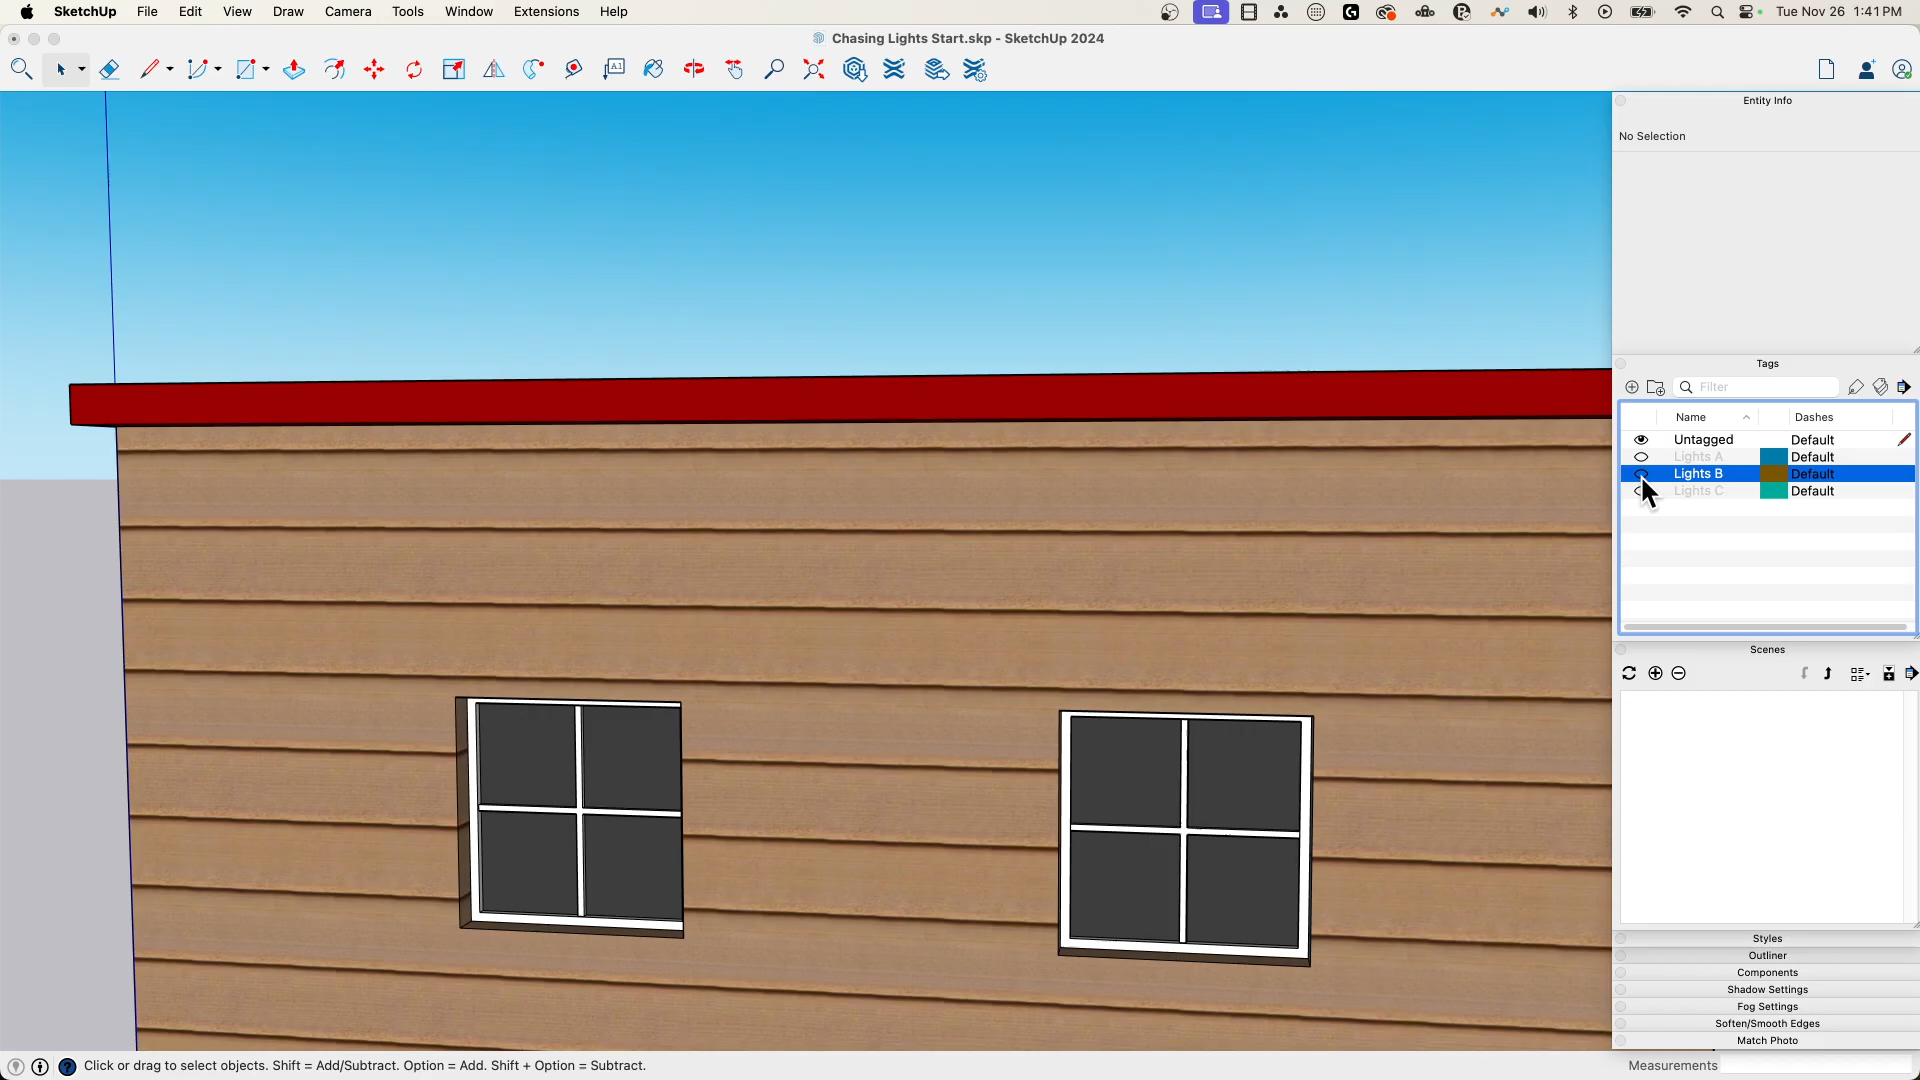 SketchUp File Edit View Draw Camera Tools Window Extensions Help Tue Nov 26 1:41 PM
Chasing Lights Start.skp - SketchUp 2024
A1
Entity Info
No Selection
Tags
Filter
Name Dashes
Untagged Default
Lights A Default
Lights B Default
Lights C Default
Scenes
Styles
Outliner
Components
Shadow Settings
Fog Settings
Soften/Smooth Edges
Match Photo
Click or drag to select objects. Shift = Add/Subtract. Option = Add. Shift + Option = Subtract. Measurements